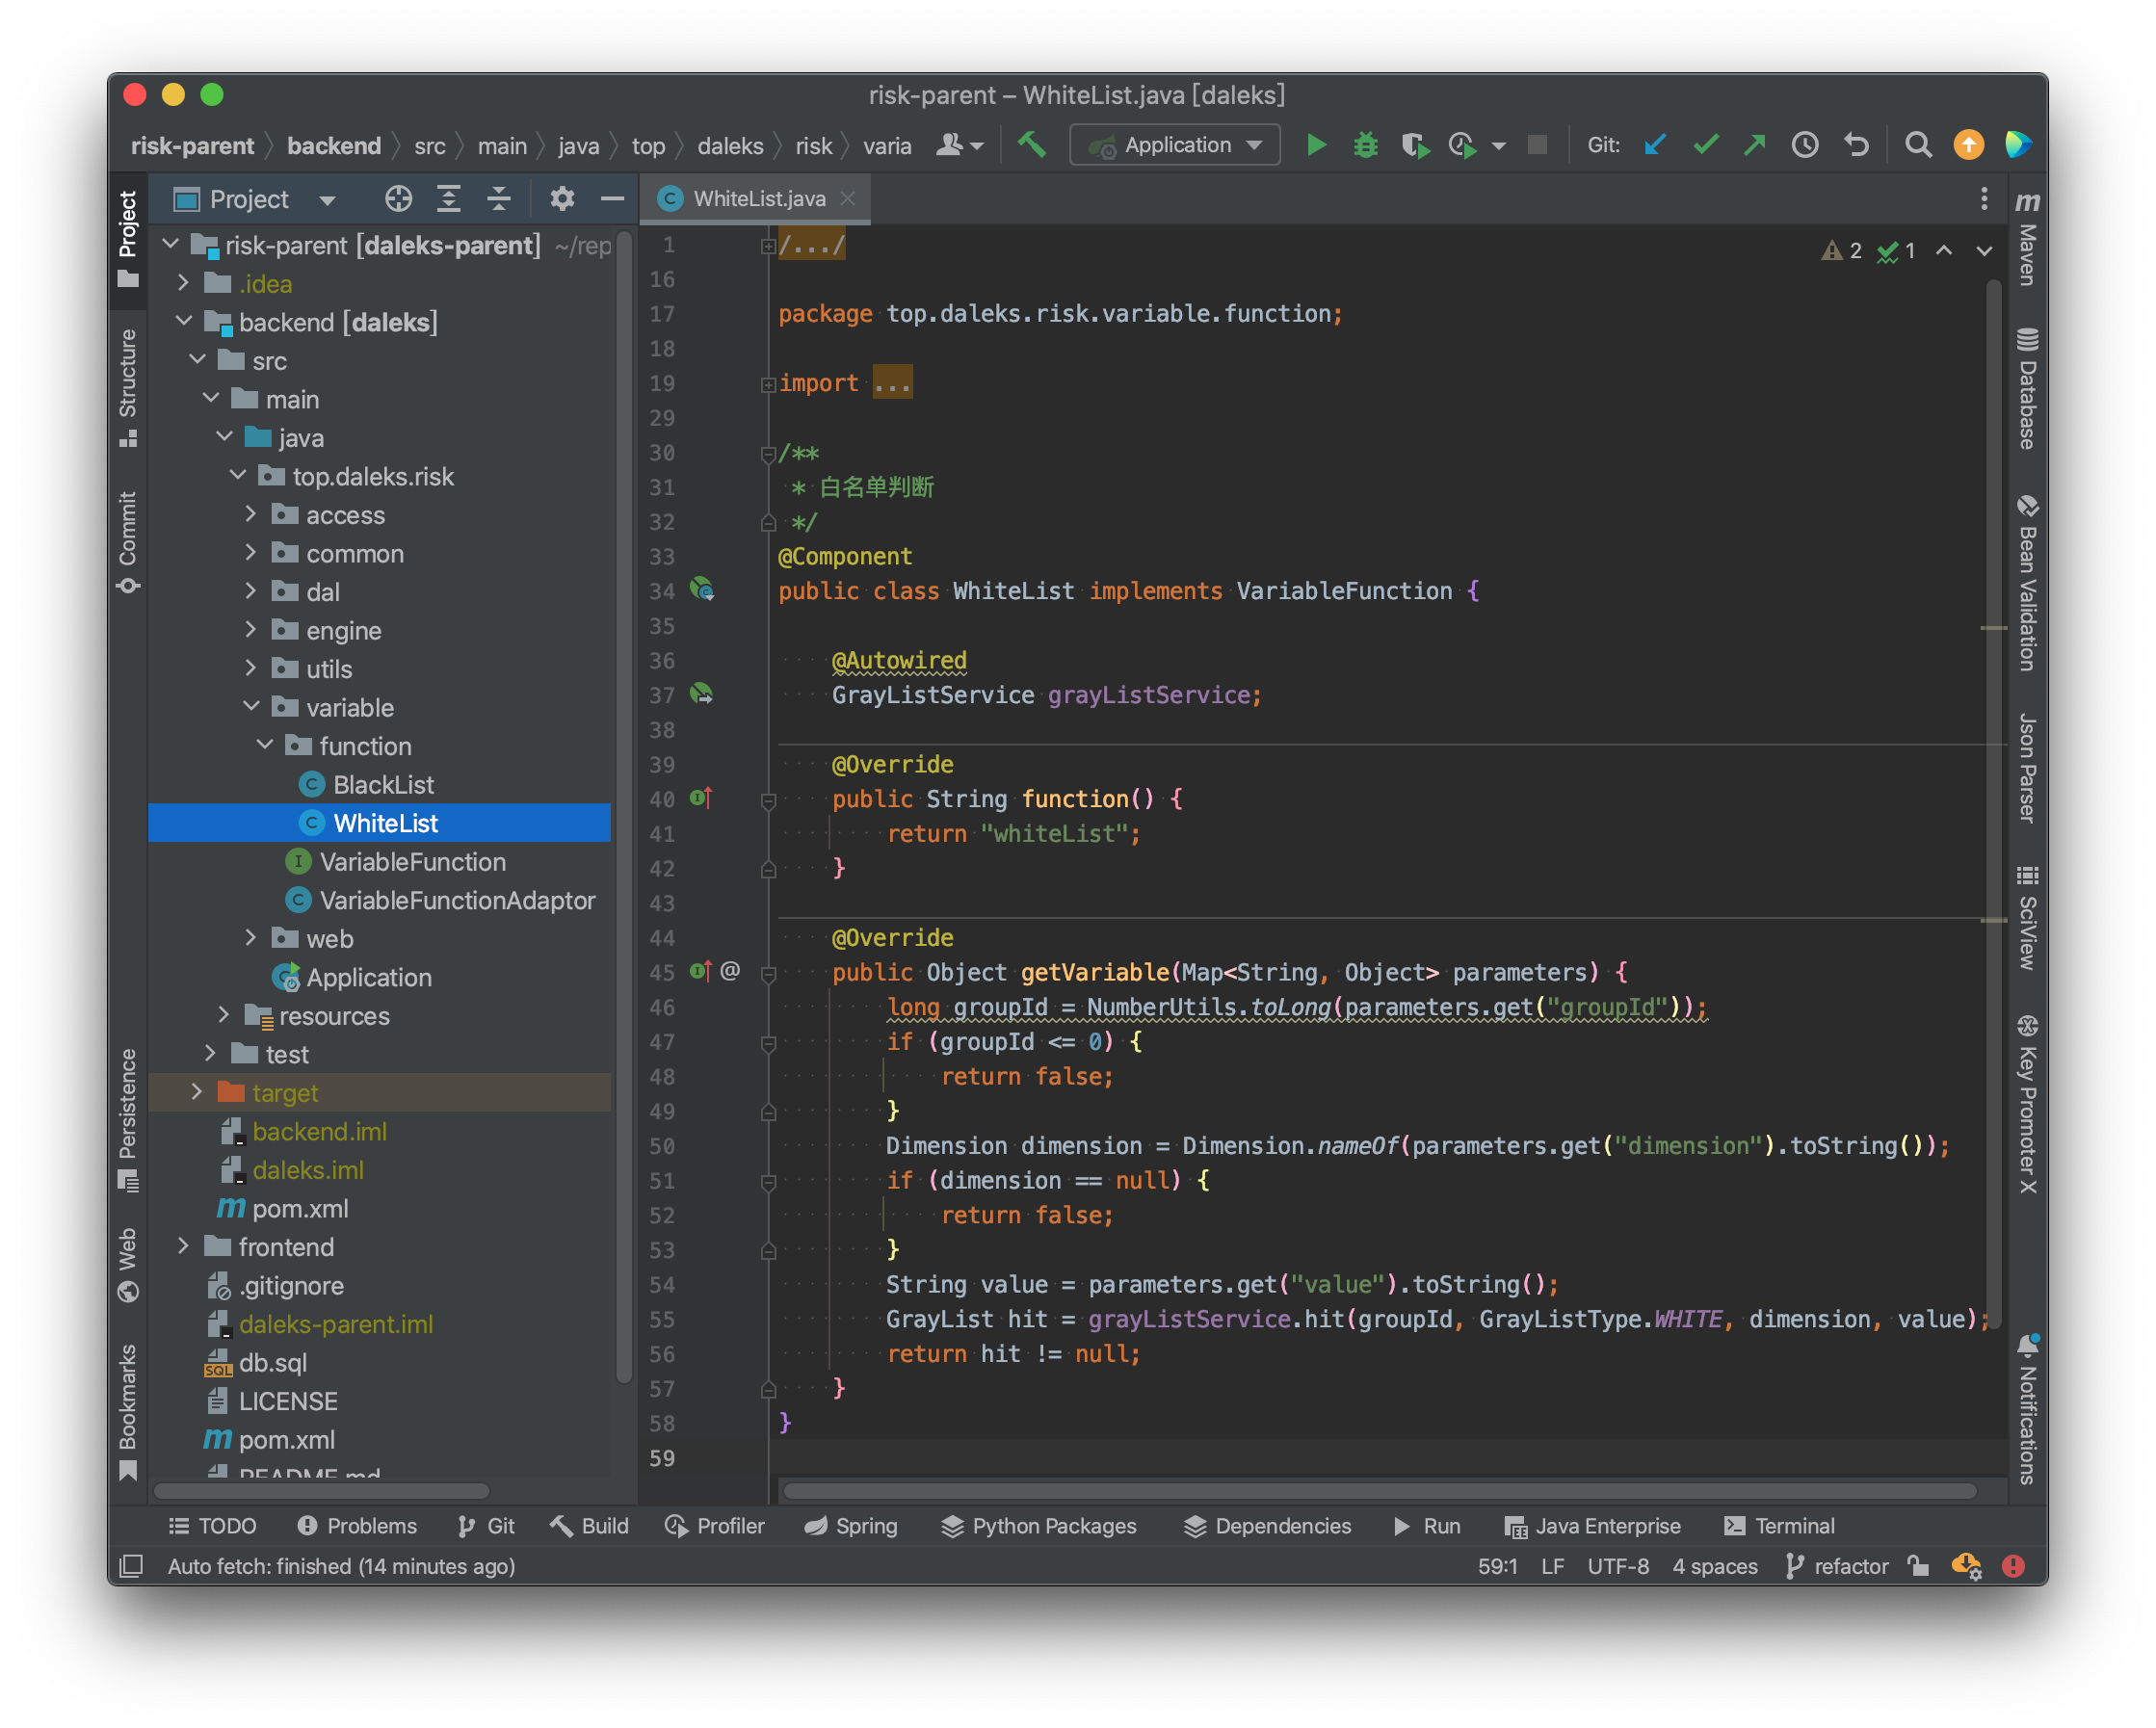 risk-parent – WhiteList.java [daleks]
risk-parent backend src main java top daleks risk varia
Application
Git:
Project
WhiteList.java
Project
Structure
Commit
Persistence
Web
Bookmarks
risk-parent [daleks-parent] ~/rep
.idea
backend [daleks]
src
main
java
top.daleks.risk
access
common
dal
engine
utils
variable
function
BlackList
WhiteList
VariableFunction
VariableFunctionAdaptor
web
Application
resources
test
target
backend.iml
daleks.iml
pom.xml
frontend
.gitignore
daleks-parent.iml
db.sql
LICENSE
pom.xml
README.md
2 1
1 /.../
16
17 package top.daleks.risk.variable.function;
18
19 import ...
29
30 /**
31 * 白名单判断
32 */
33 @Component
34 public class WhiteList implements VariableFunction {
35
36 @Autowired
37 GrayListService grayListService;
38
39 @Override
40 public String function() {
41 return "whiteList";
42 }
43
44 @Override
45 public Object getVariable(Map<String, Object> parameters) {
46 long groupId = NumberUtils.toLong(parameters.get("groupId"));
47 if (groupId <= 0) {
48 return false;
49 }
50 Dimension dimension = Dimension.nameOf(parameters.get("dimension").toString());
51 if (dimension == null) {
52 return false;
53 }
54 String value = parameters.get("value").toString();
55 GrayList hit = grayListService.hit(groupId, GrayListType.WHITE, dimension, value);
56 return hit != null;
57 }
58 }
59
Maven
Database
Bean Validation
Json Parser
SciView
Key Promoter X
Notifications
TODO Problems Git Build Profiler Spring Python Packages Dependencies Run Java Enterprise Terminal
Auto fetch: finished (14 minutes ago) 59:1 LF UTF-8 4 spaces refactor